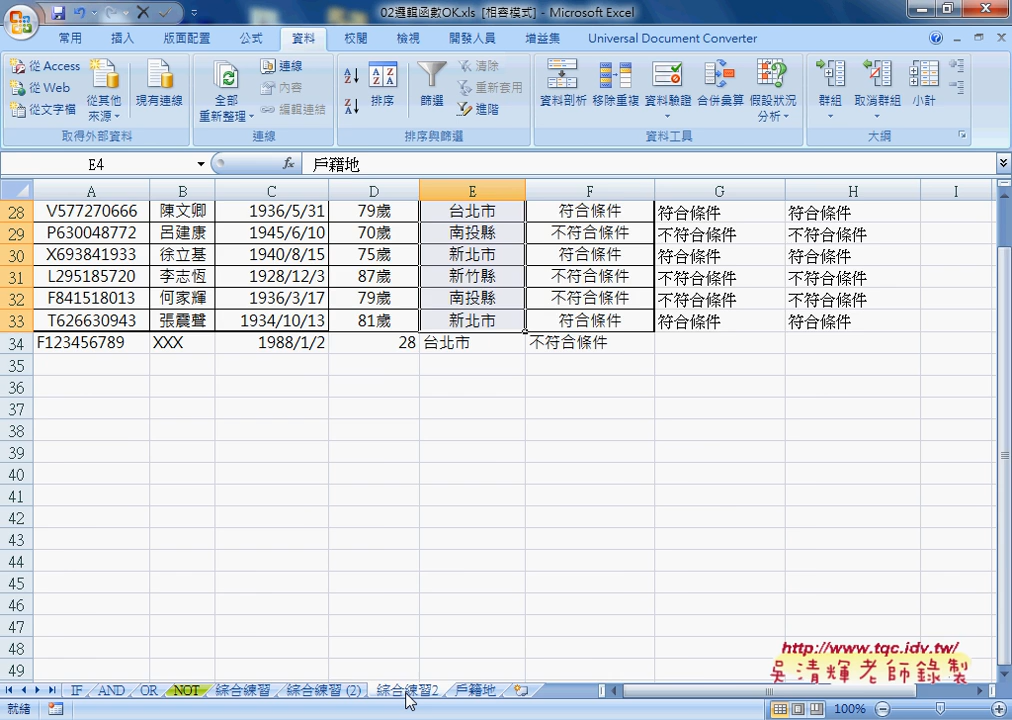 02邏輯函數OK.xls [相容模式] - Microsoft Excel
常用 插入 版面配置 公式 資料 校閱 檢視 開發人員 增益集 Universal Document Converter
從 Access
從 Web
從文字檔
從其他來源
現有連線
取得外部資料
全部重新整理
連線
內容
編輯連結
連線
排序
篩選
清除
重新套用
進階
排序與篩選
資料剖析 移除重複 資料驗證 合併彙算 假設狀況分析
資料工具
群組 取消群組 小計
大綱
E4 fx 戶籍地
A B C D E F G H I
28 V577270666 陳文卿 1936/5/31 79歲 台北市 符合條件 符合條件 符合條件
29 P630048772 呂建康 1945/6/10 70歲 南投縣 不符合條件 不符合條件 不符合條件
30 X693841933 徐立基 1940/8/15 75歲 新北市 符合條件 符合條件 符合條件
31 L295185720 李志恆 1928/12/3 87歲 新竹縣 不符合條件 不符合條件 不符合條件
32 F841518013 何家輝 1936/3/17 79歲 南投縣 不符合條件 不符合條件 不符合條件
33 T626630943 張震聲 1934/10/13 81歲 新北市 符合條件 符合條件 符合條件
34 F123456789 XXX 1988/1/2 28 台北市 不符合條件
35
36
37
38
39
40
41
42
43
44
45
46
47
48
49
http://www.tqc.idv.tw/
吳清輝老師錄製
IF AND OR NOT 綜合練習 綜合練習 (2) 綜合練習2 戶籍地
就緒 100%